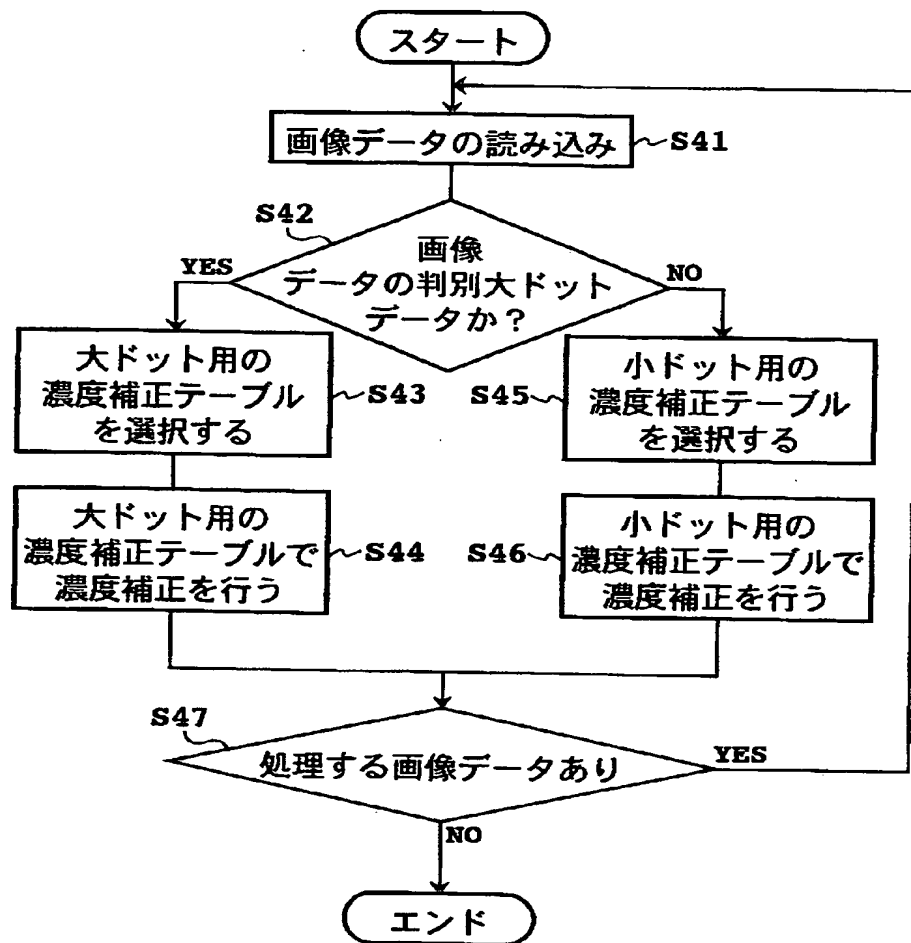 スタート
画像データの読み込み
S41
S42
画像
データの判別大ドット
データか？
YES
NO
大ドット用の
濃度補正テーブル
を選択する
S43
S45
小ドット用の
濃度補正テーブル
を選択する
大ドット用の
濃度補正テーブルで
濃度補正を行う
S44
S46
小ドット用の
濃度補正テーブルで
濃度補正を行う
S47
処理する画像データあり
YES
NO
エンド